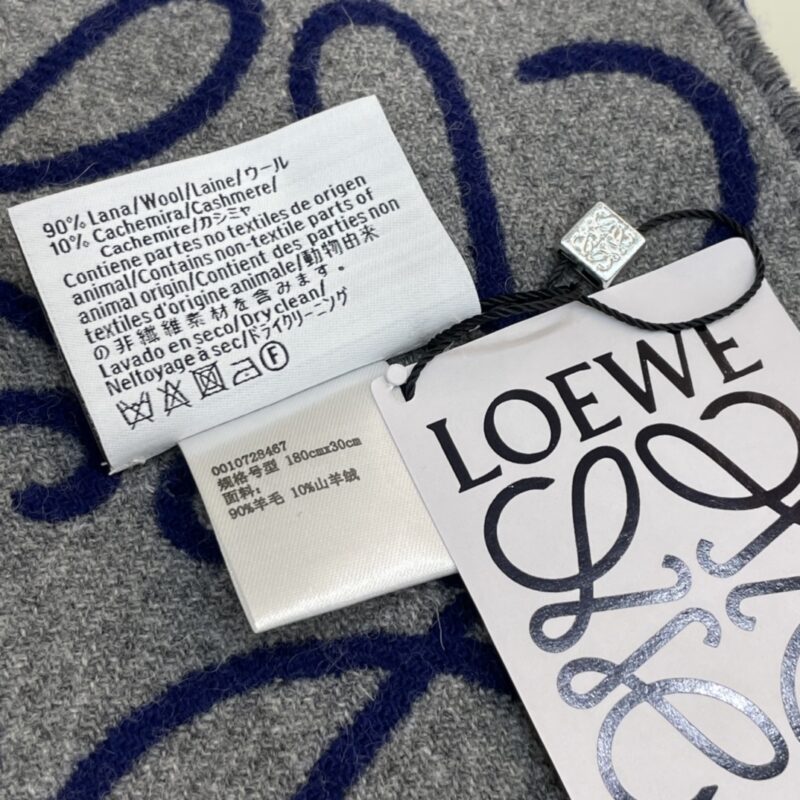 90% Lana/Wool/Laine/ウール
10% Cachemira/Cashmere/
Cachemire/カシミヤ
Contiene partes no textiles de origen
animal/Contains non-textile parts of
animal origin/Contient des parties non
textiles d'origine animale/動物由来
の非繊維素材を含みます。
Lavado en seco/Dry clean/
Nettoyage à sec/ドライクリーニング
F
0010728467
规格号型 180cmx30cm
面料:
90%羊毛 10%山羊绒
LOEWE